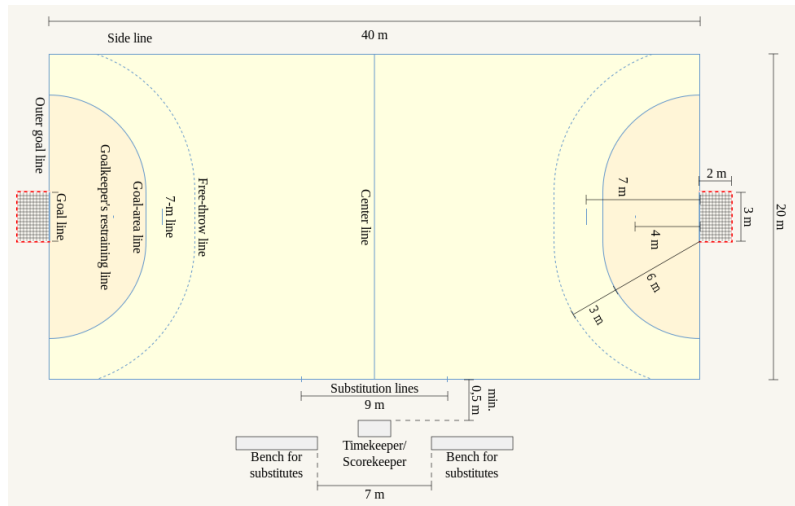 40 m
Side line
Outer goal line
Goal line
Goalkeeper's restraining line
Goal-area line
7-m line
Free-throw line
Center line
7 m
4 m
6 m
3 m
2 m
3 m
20 m
Substitution lines
9 m
min.
0,5 m
Timekeeper/
Scorekeeper
Bench for
substitutes
Bench for
substitutes
7 m